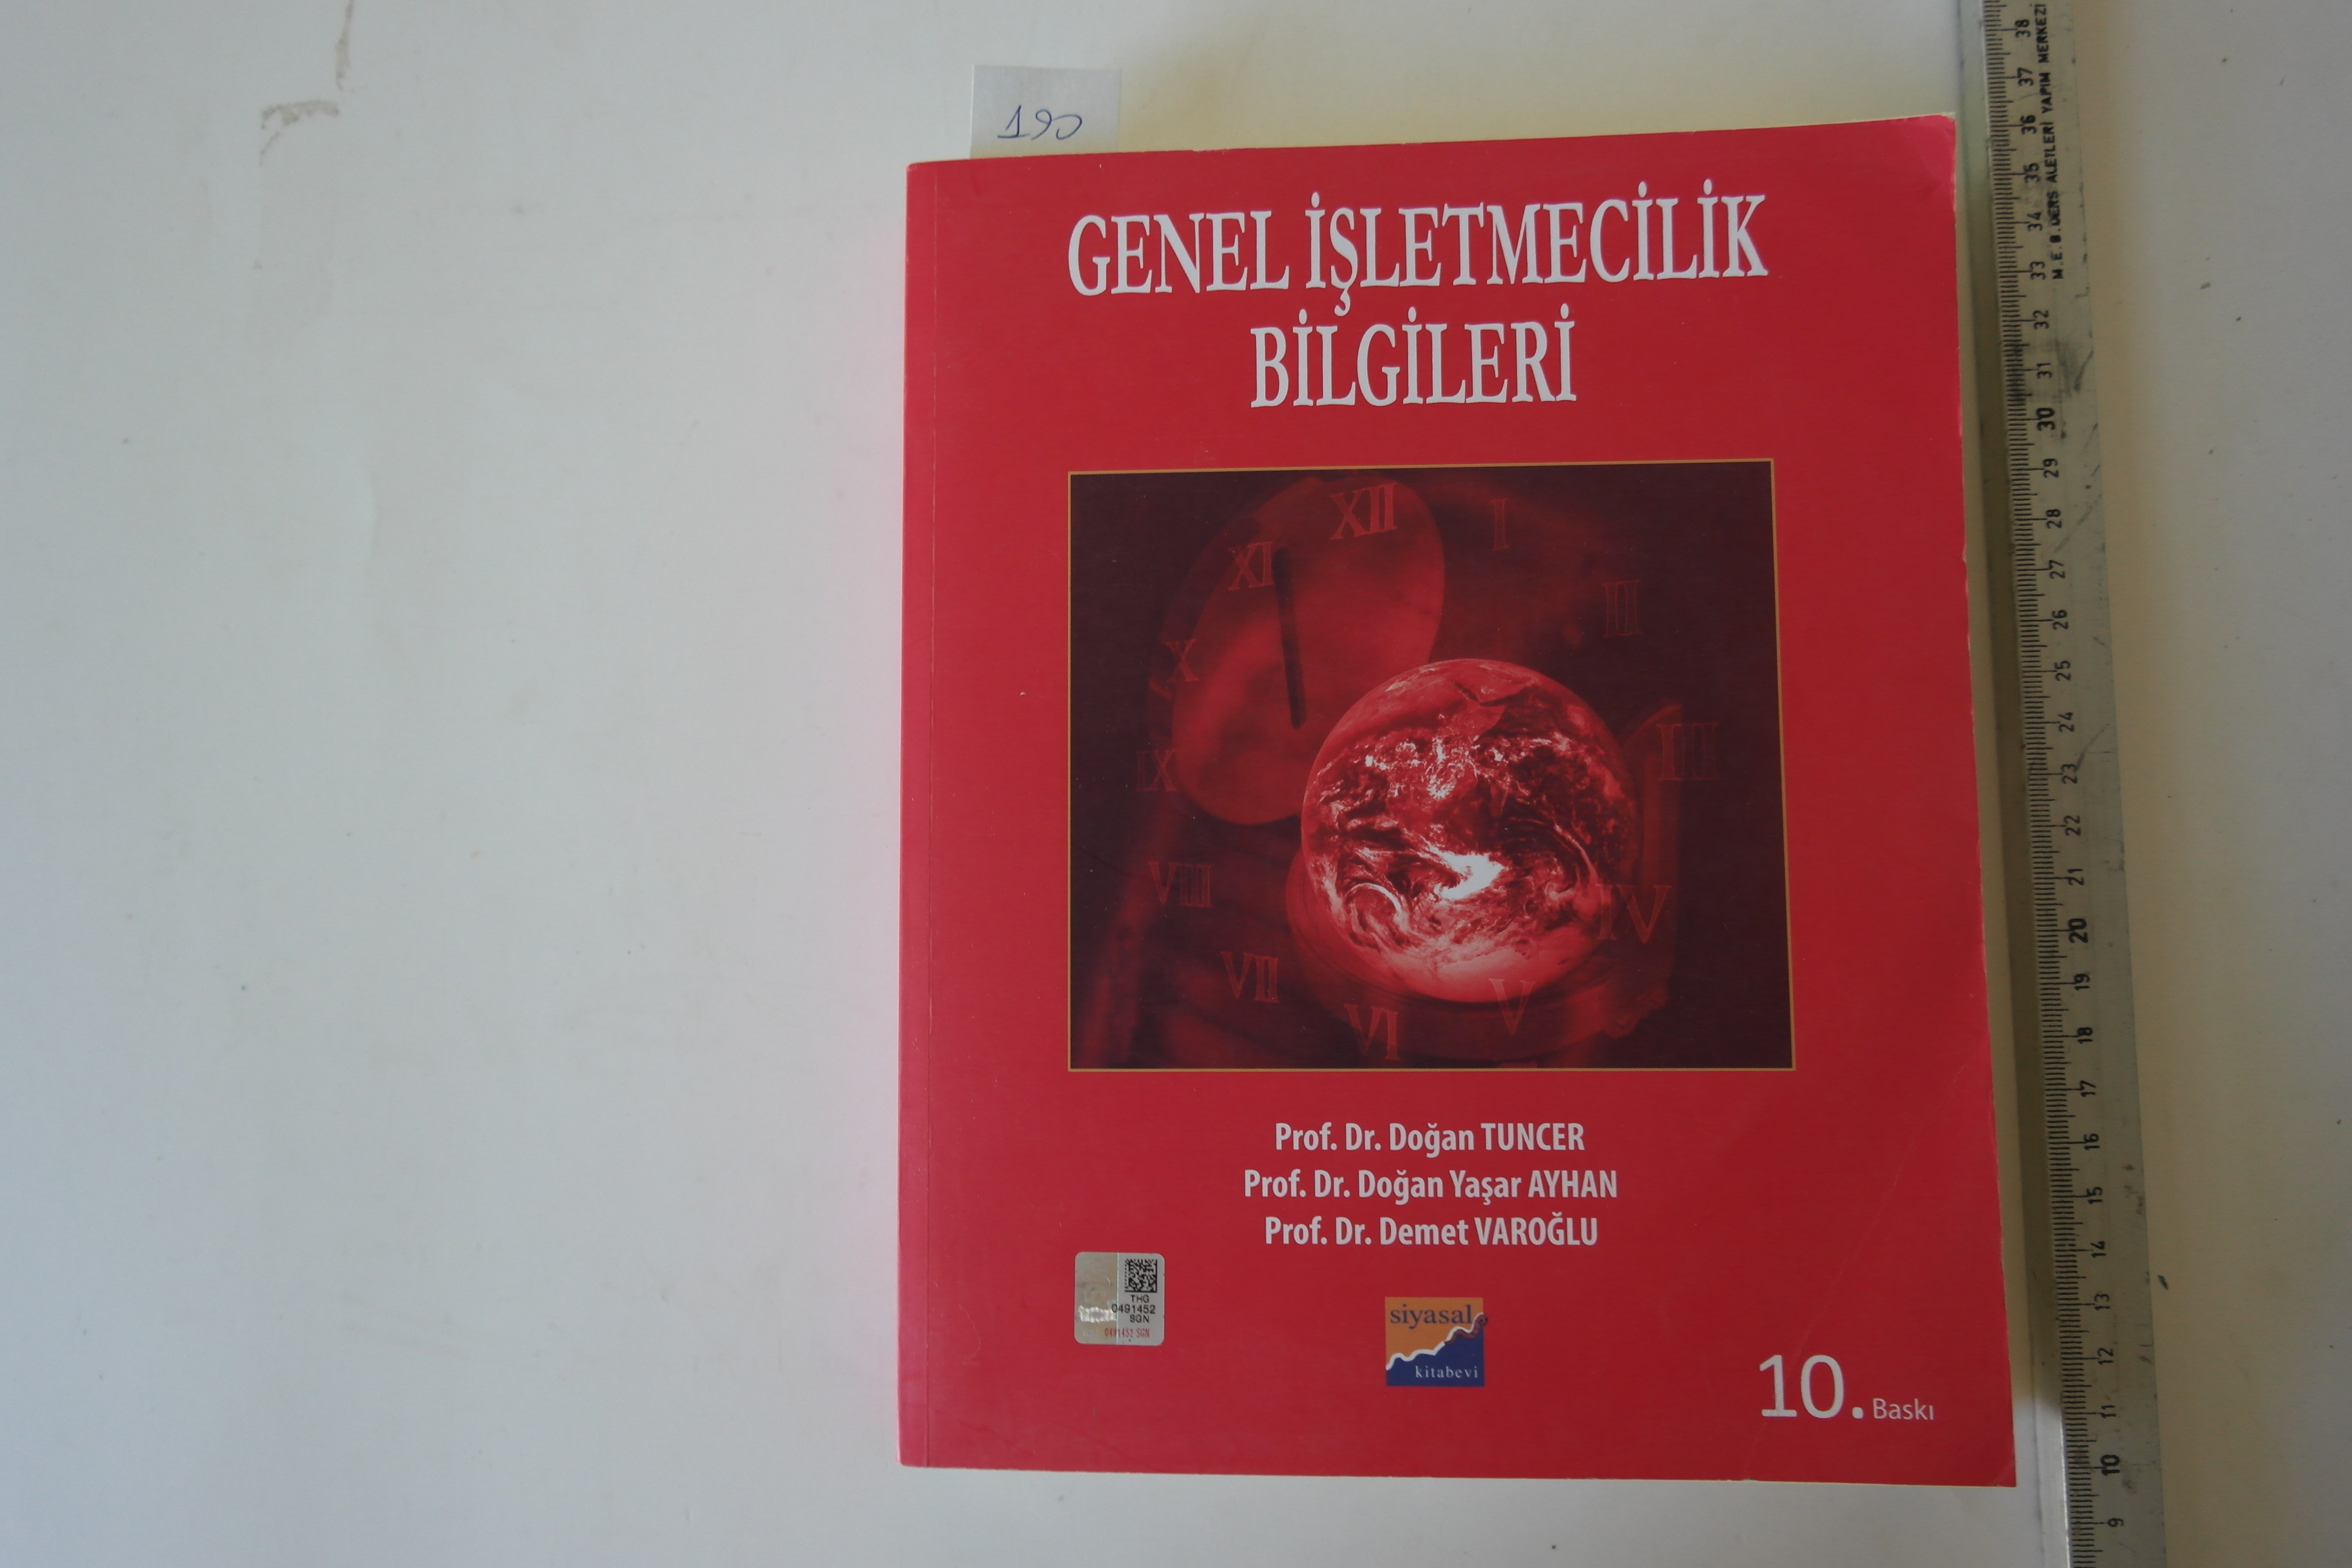 190
GENEL İŞLETMECİLİK
BİLGİLERİ
XII
I
XI
III
X
III
IX
VIII
IV
VII
V
VI
Prof. Dr. Doğan TUNCER
Prof. Dr. Doğan Yaşar AYHAN
Prof. Dr. Demet VAROĞLU
THG
0491452
SGN
0491452 SGN
siyasal
kitabevi
10. Baskı
M.E.B. DERS ALETLERİ YAPIM MERKEZİ
38
37
36
35
34
33
32
31
30
29
28
27
26
25
24
23
22
21
20
19
18
17
16
15
14
13
12
11
10
9